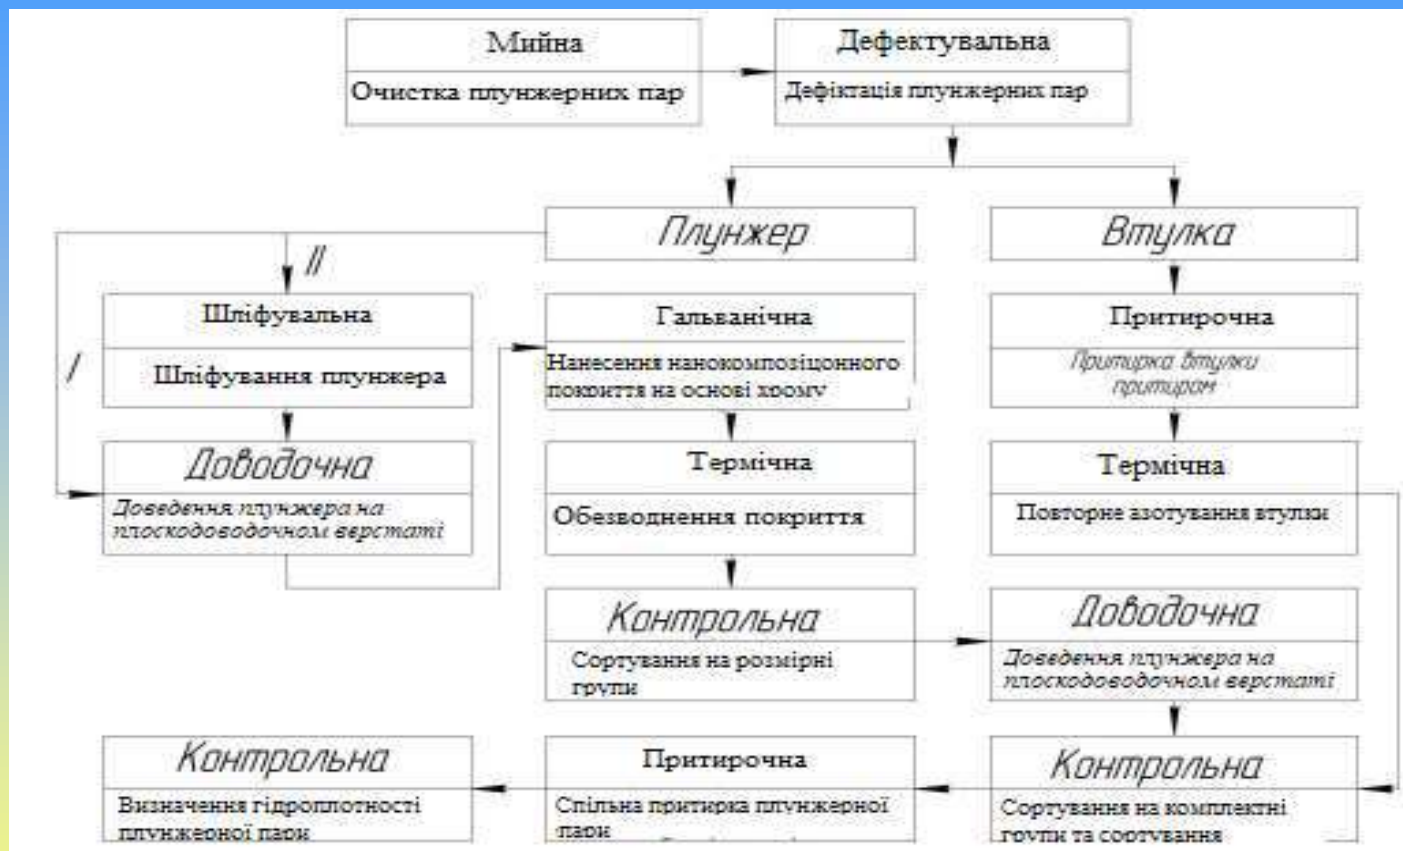 Мийна
Очистка плунжерних пар
Дефектувальна
Дефіктація плунжерних пар
Плунжер
Втулка
I
II
Шліфувальна
Шліфування плунжера
Гальванічна
Нанесення нанокомпозіцонного
покриття на основі хрому
Притирочна
Притирка втулки
притиром
Доводочна
Доведення плунжера на
плоскодоводочном верстаті
Термічна
Обезводнення покриття
Термічна
Повторне азотування втулки
Контрольна
Сортування на розмірні
групи
Доводочна
Доведення плунжера на
плоскодоводочном верстаті
Контрольна
Визначення гідроплотності
плунжерної пари
Притирочна
Спільна притирка плунжерної
пари
Контрольна
Сортування на комплектні
групи та сортування